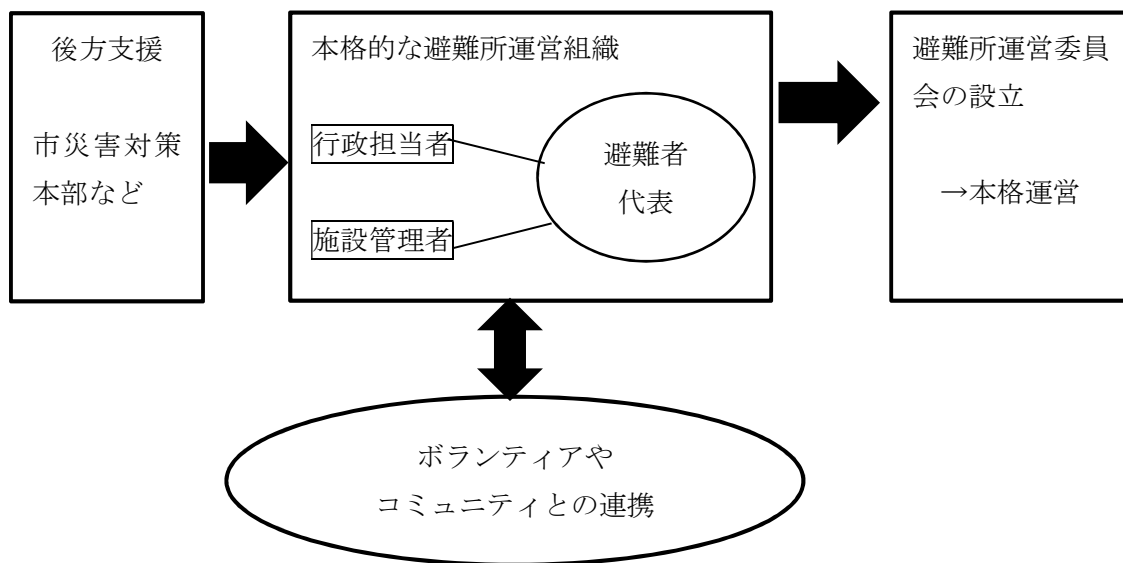 後方支援
市災害対策
本部など
本格的な避難所運営組織
行政担当者
施設管理者
避難者
代表
避難所運営委員
会の設立
→本格運営
ボランティアや
コミュニティとの連携